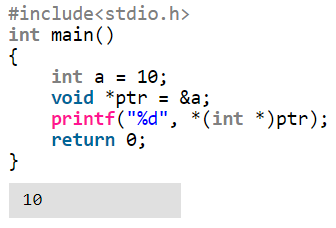 #include<stdio.h>
int main()
{
    int a = 10;
    void *ptr = &a;
    printf("%d", *(int *)ptr);
    return 0;
}
10